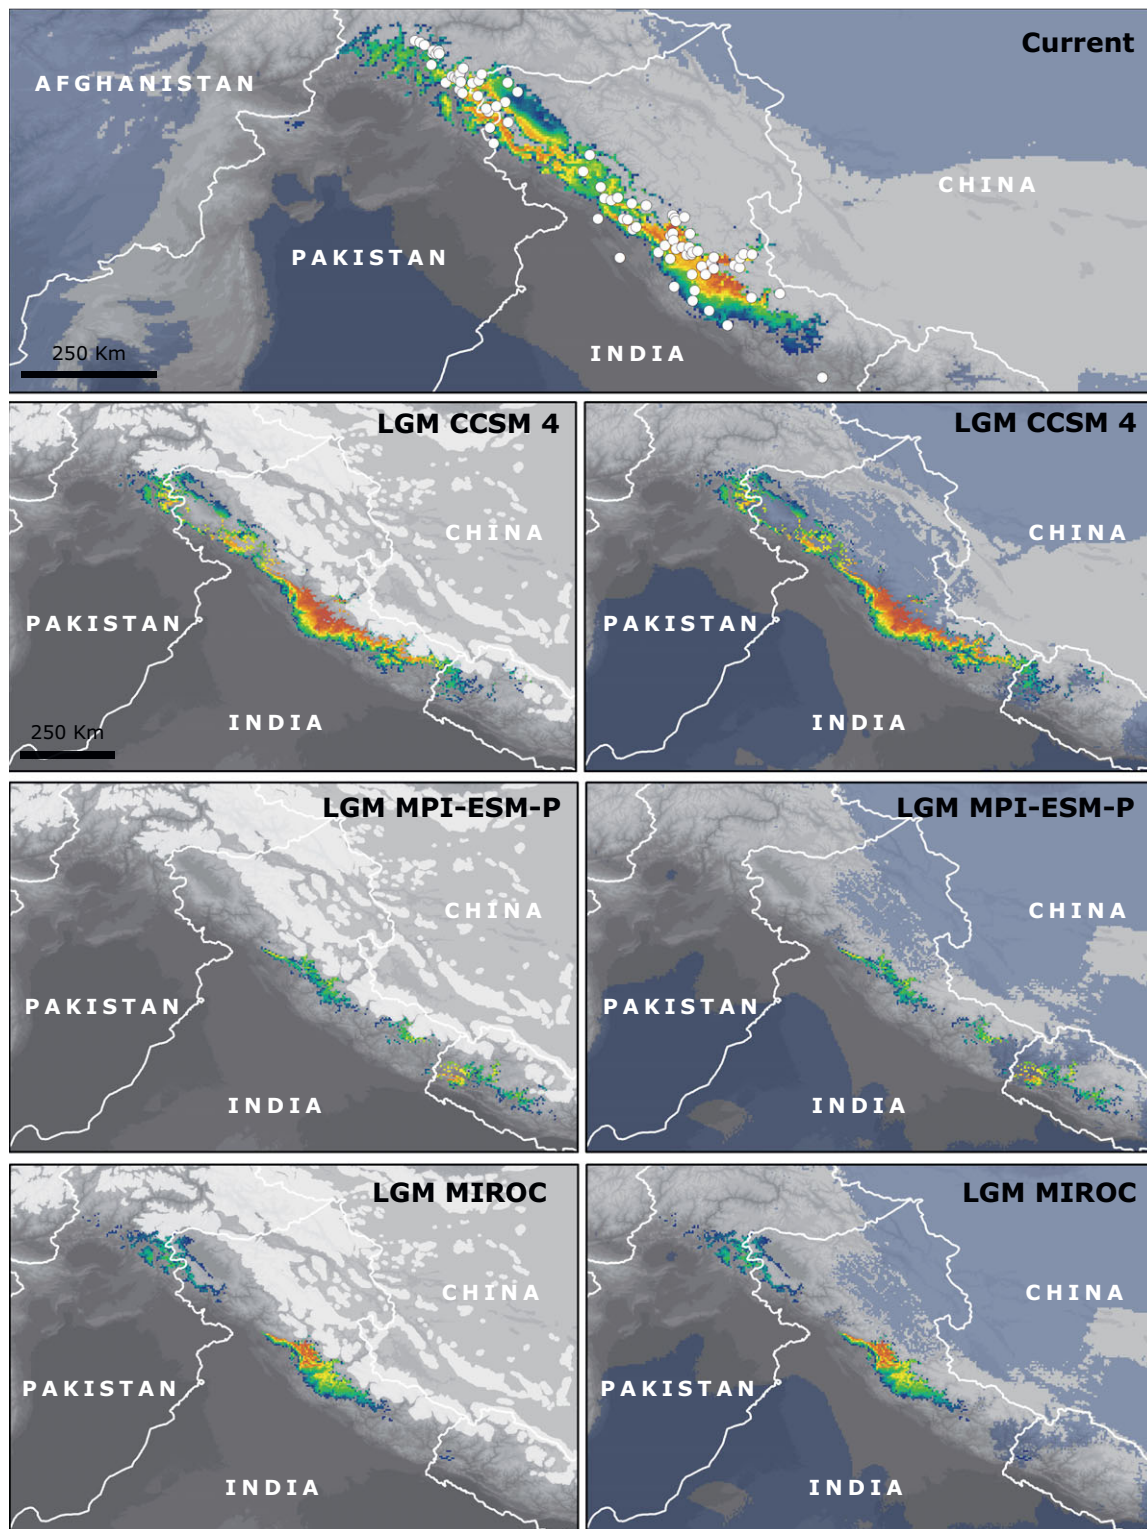 Current
AFGHANISTAN
CHINA
PAKISTAN
INDIA
250 Km
LGM CCSM 4
CHINA
PAKISTAN
INDIA
250 Km
LGM CCSM 4
CHINA
PAKISTAN
INDIA
LGM MPI-ESM-P
CHINA
PAKISTAN
INDIA
LGM MPI-ESM-P
CHINA
PAKISTAN
INDIA
LGM MIROC
CHINA
PAKISTAN
INDIA
LGM MIROC
CHINA
PAKISTAN
INDIA